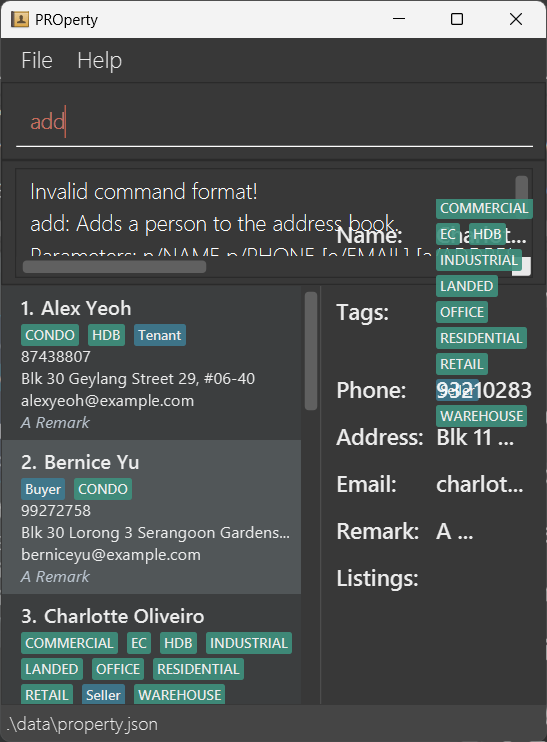 PROperty
File Help
add
Invalid command format!
add: Adds a person to the address book.
Parameters: n/NAME p/PHONE [e/EMAIL]
1. Alex Yeoh
CONDO HDB Tenant
87438807
Blk 30 Geylang Street 29, #06-40
alexyeoh@example.com
A Remark
2. Bernice Yu
Buyer CONDO
99272758
Blk 30 Lorong 3 Serangoon Gardens...
berniceyu@example.com
A Remark
3. Charlotte Oliveiro
COMMERCIAL EC HDB INDUSTRIAL
LANDED OFFICE RESIDENTIAL
RETAIL Seller WAREHOUSE
Name:
Tags:
COMMERCIAL
EC HDB
INDUSTRIAL
LANDED
OFFICE
RESIDENTIAL
RETAIL
WAREHOUSE
Phone: 93210283
Address: Blk 11 ...
Email: charlot...
Remark: A ...
Listings:
.\data\property.json